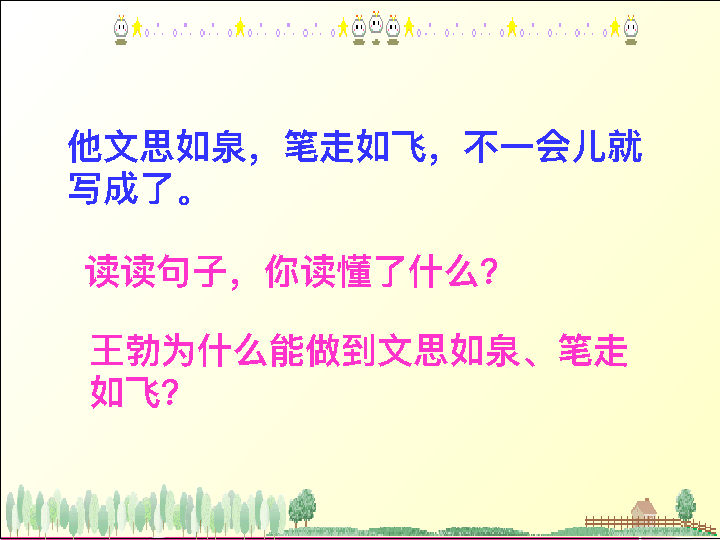 他文思如泉，笔走如飞，不一会儿就
写成了。
读读句子，你读懂了什么?
王勃为什么能做到文思如泉、笔走
如飞?